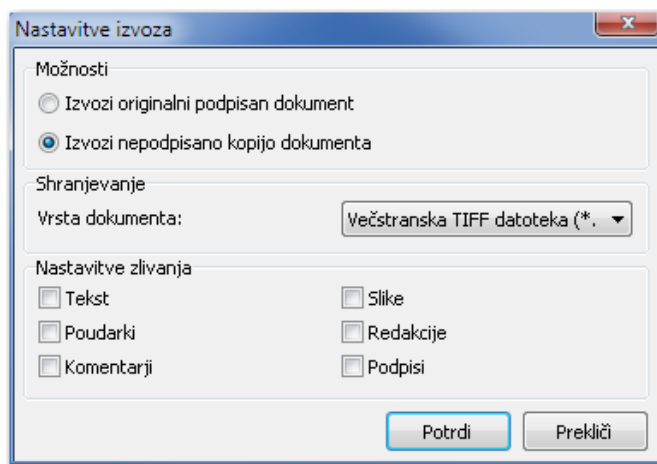 Nastavitve izvoza
Možnosti
Izvozi originalni podpisan dokument
Izvozi nepodpisano kopijo dokumenta
Shranjevanje
Vrsta dokumenta: Večstranska TIFF datoteka (*.
Nastavitve zlivanja
Tekst Slike
Poudarki Redakcije
Komentarji Podpisi
Potrdi Prekliči